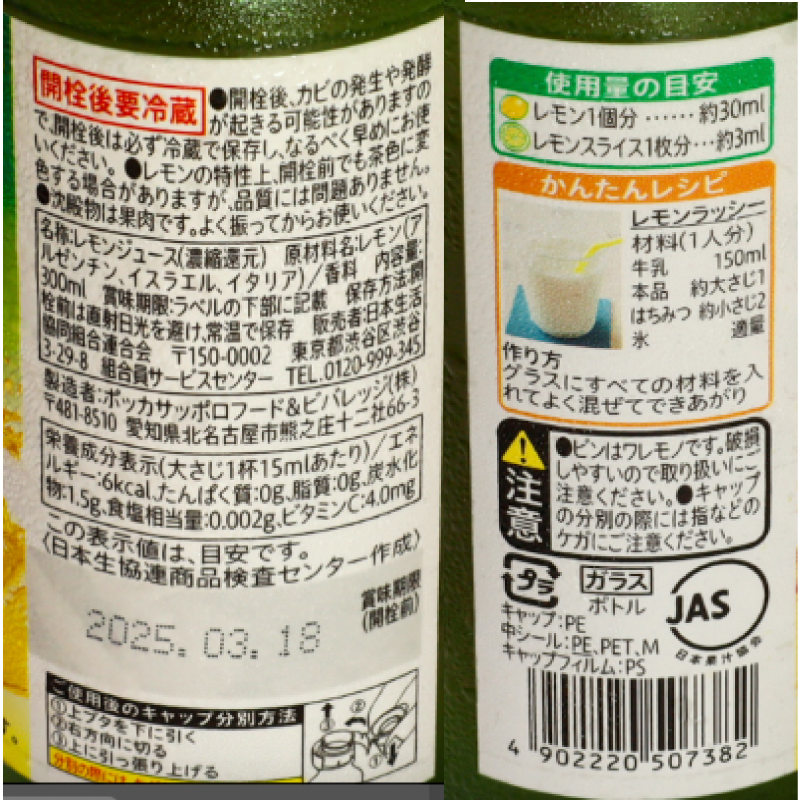 開栓後要冷蔵
●開栓後、カビの発生や発酵
が起きる可能性がありますの
で、開栓後は必ず冷蔵で保存し、なるべく早めにお使
いください。●レモンの特性上、開栓前でも茶色に変
色する場合がありますが、品質には問題ありません。
●沈殿物は果肉です。よく振ってからお使いください。
名称:レモンジュース(濃縮還元) 原材料名:レモン(ア
ルゼンチン、イスラエル、イタリア)/香料 内容量:
300ml 賞味期限:ラベルの下部に記載 保存方法:開
栓前は直射日光を避け、常温で保存 販売者:日本生活
協同組合連合会 〒150-0002 東京都渋谷区渋谷
3-29-8 組合員サービスセンター TEL.0120-999-345
製造者:ポッカサッポロフード&ビバレッジ(株)
〒481-8510 愛知県北名古屋市熊之庄十二社66-3
栄養成分表示(大さじ1杯15mlあたり)/エネ
ルギー:6kcal、たんぱく質:0g、脂質:0g、炭水化
物:1.5g、食塩相当量:0.002g、ビタミンC:4.0mg
この表示値は、目安です。
〈日本生協連商品検査センター作成〉
賞味期限
(開栓前)
2025.03.18
ご使用後のキャップ分別方法
①上ブタを下に引く
②右方向に切る
③上に引っ張り上げる
①
②
③
使用量の目安
レモン1個分……約30ml
レモンスライス1枚分…約3ml
かんたんレシピ
レモンラッシー
材料(1人分)
牛乳 150ml
本品 約大さじ1
はちみつ 約小さじ2
氷 適量
作り方
グラスにすべての材料を入
れてよく混ぜてできあがり
注意
●ビンはワレモノです。破損
しやすいので取り扱いにご
注意ください。●キャップ
の分別の際には指などの
ケガにご注意ください。
プラ
ガラス
ボトル
JAS
日本果汁協会
キャップ:PE
中シール:PE、PET、M
キャップフィルム:PS
4 902220 507382